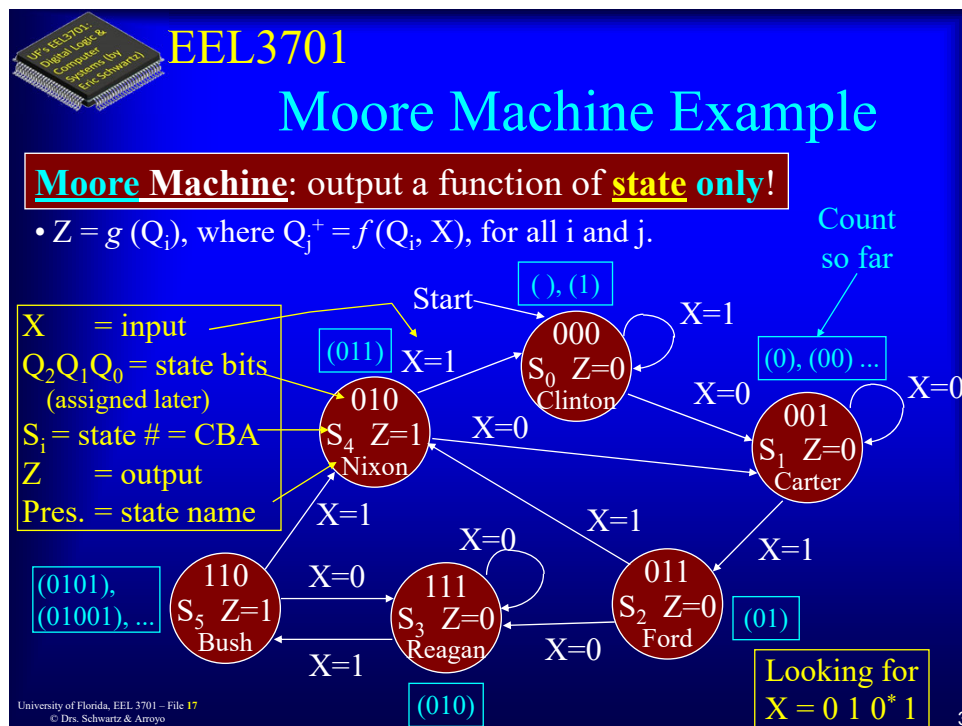 UF's EEL3701:
Digital Logic &
Computer
Systems (by
Eric Schwartz)
EEL3701
Moore Machine Example
Moore Machine: output a function of state only!
• Z = g (Qᵢ), where Qⱼ⁺ = f (Qᵢ, X), for all i and j.
Count
so far
Start
( ), (1)
X = input
Q₂Q₁Q₀ = state bits
(assigned later)
Sᵢ = state # = CBA
Z = output
Pres. = state name
(011)
X=1
000
S₀ Z=0
Clinton
X=1
(0), (00) ...
X=0
X=0
010
S₄ Z=1
Nixon
X=0
001
S₁ Z=0
Carter
X=1
X=1
X=1
X=0
(0101),
(01001), ...
110
S₅ Z=1
Bush
X=0
111
S₃ Z=0
Reagan
011
S₂ Z=0
Ford
(01)
X=1
X=0
(010)
Looking for
X = 0 1 0* 1
University of Florida, EEL 3701 – File 17
© Drs. Schwartz & Arroyo